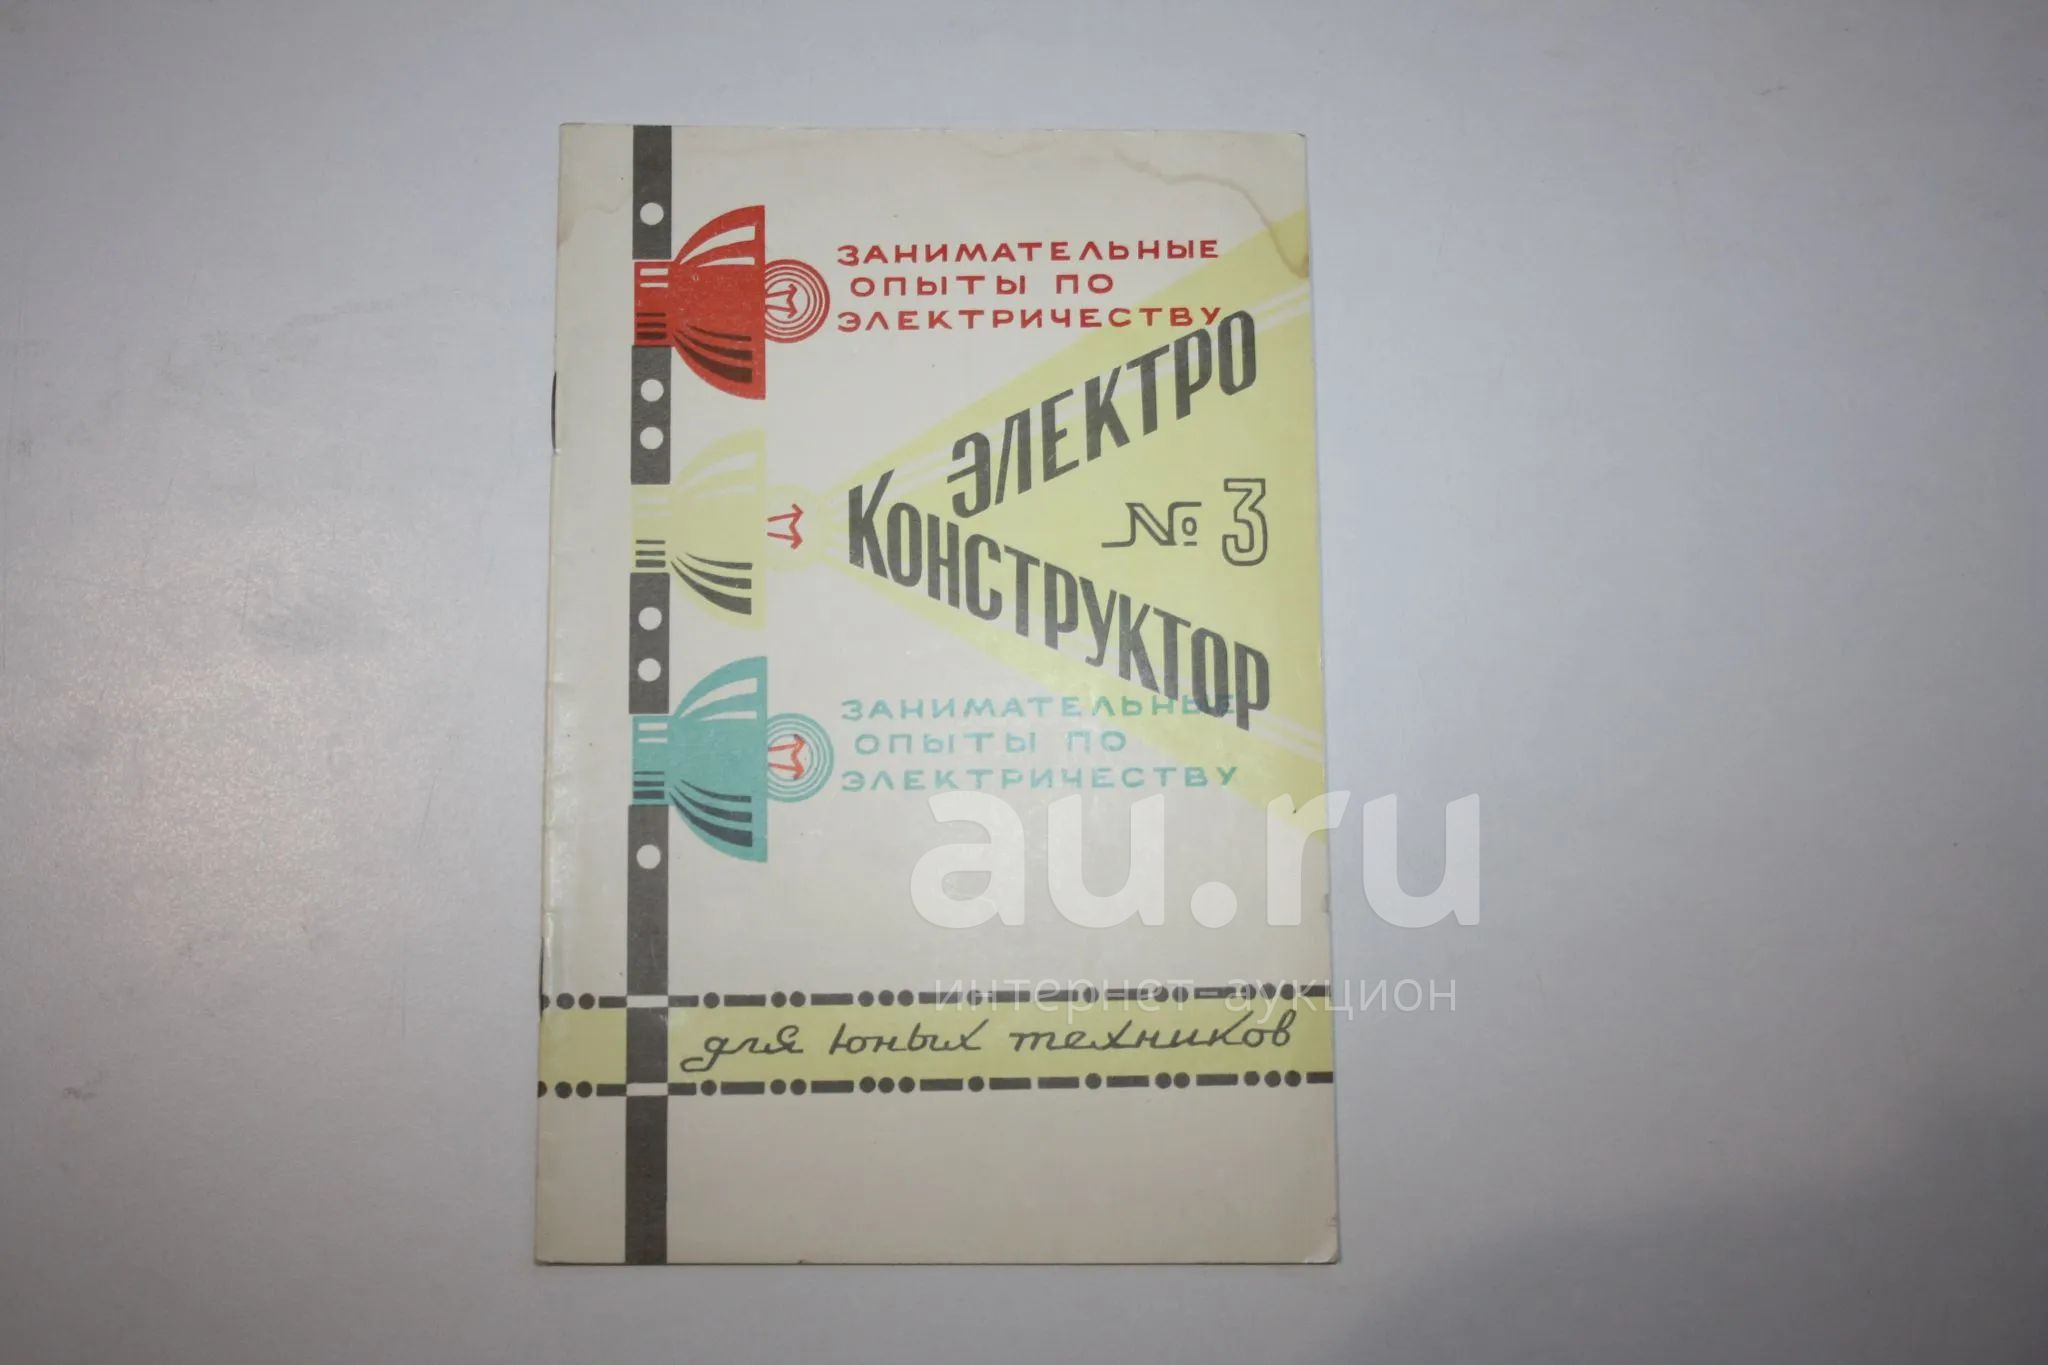 ЗАНИМАТЕЛЬНЫЕ
ОПЫТЫ ПО
ЭЛЕКТРИЧЕСТВУ
ЭЛЕКТРО
КОНСТРУКТОР
№ 3
ЗАНИМАТЕЛЬНЫЕ
ОПЫТЫ ПО
ЭЛЕКТРИЧЕСТВУ
au.ru
интернет-аукцион
для юных техников